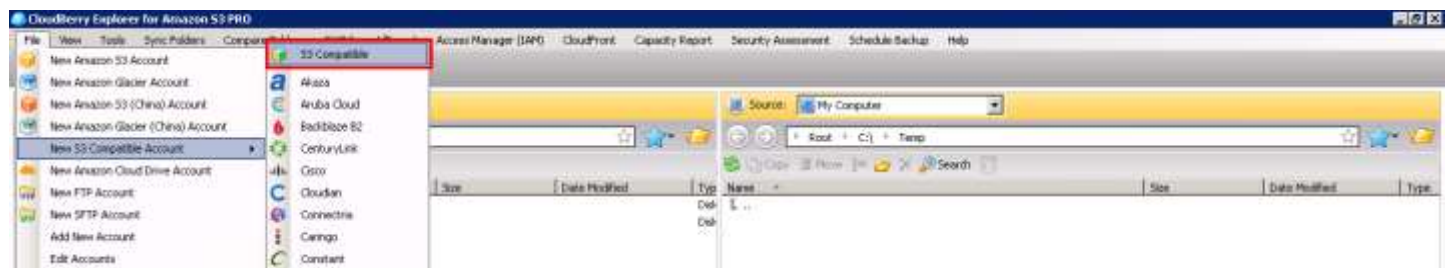 CloudBerry Explorer for Amazon S3 PRO
File View Tools Sync Folders Access Manager (IAM) CloudFront Capacity Report Security Assessment Schedule Backup Help
New Amazon S3 Account
New Amazon Glacier Account
New Amazon S3 (China) Account
New Amazon Glacier (China) Account
New S3 Compatible Account
New Amazon Cloud Drive Account
New FTP Account
New SFTP Account
Add New Account
Edit Accounts
S3 Compatible
Akaza
Aruba Cloud
Backblaze B2
CenturyLink
Cisco
Cloudian
Connectria
Caringo
Constant
Size Date Modified Typ
Disk
Disk
Source: My Computer
Root C:\ Temp
Copy Move Search
Name Size Date Modified Type
..